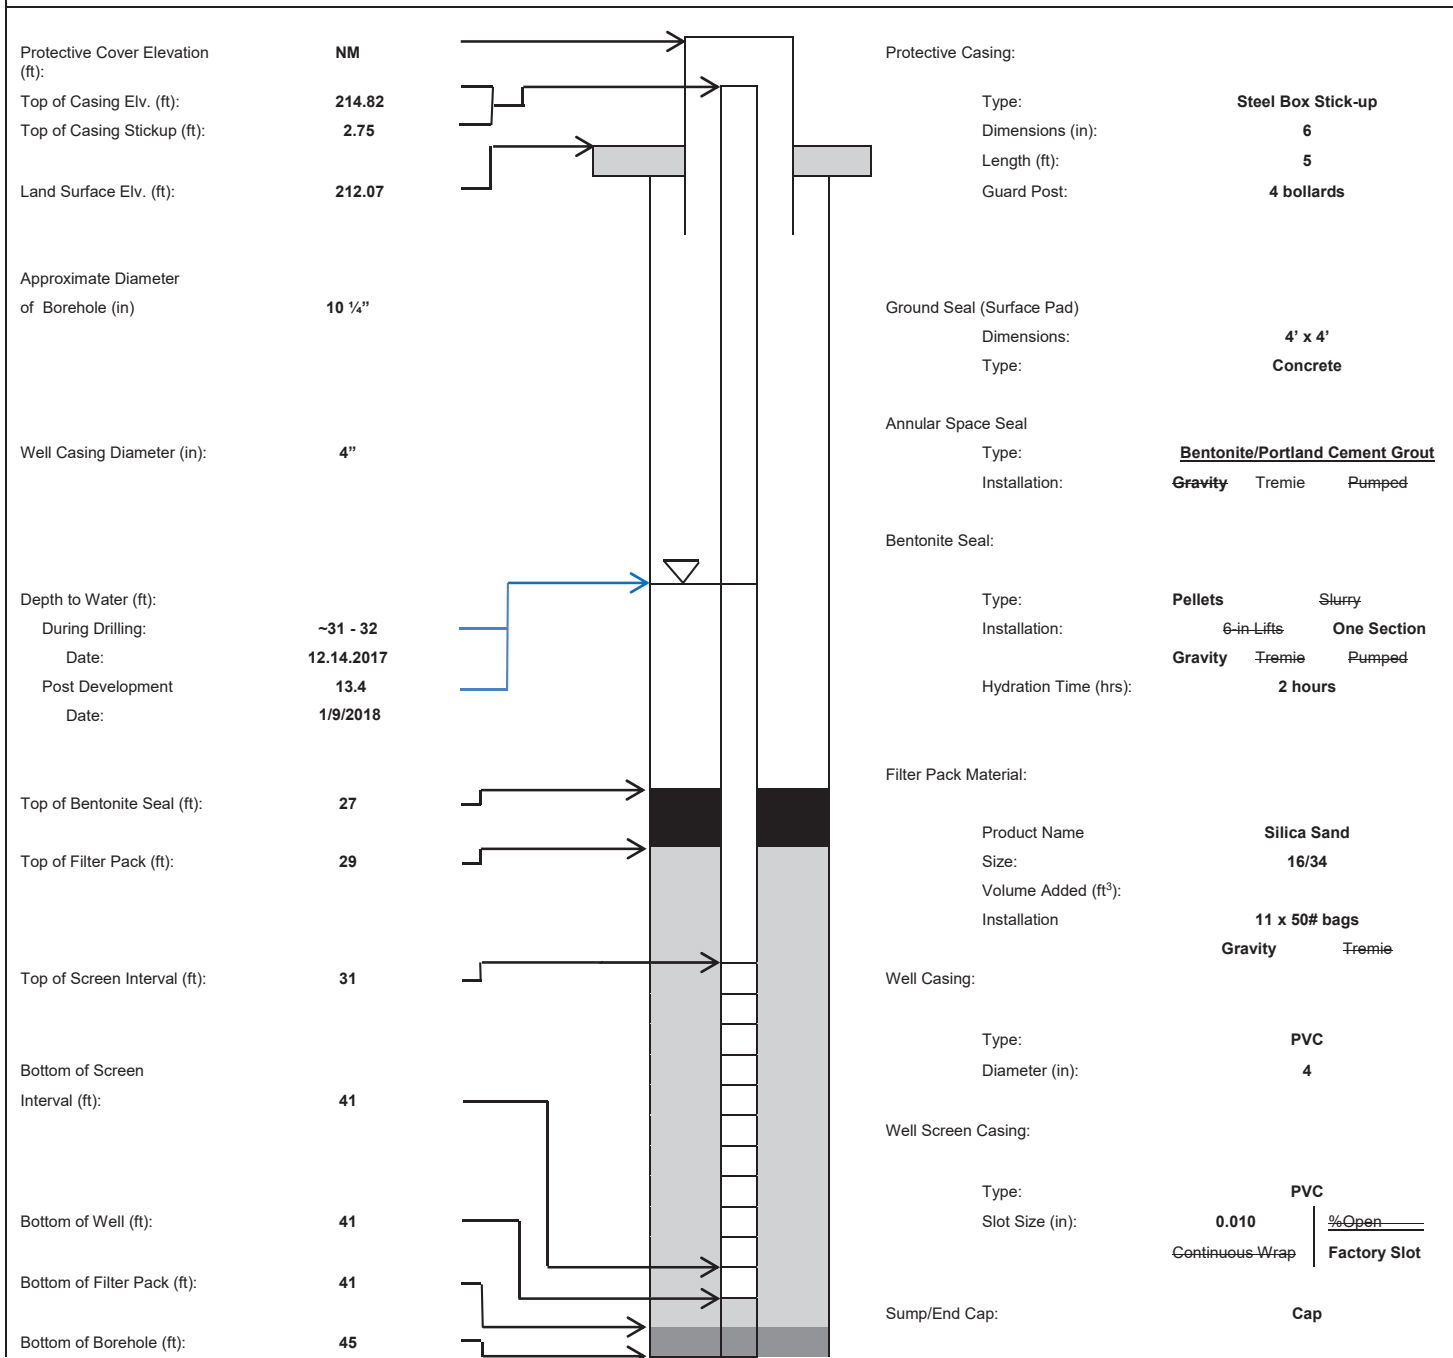 Protective Cover Elevation NM
(ft):
Top of Casing Elv. (ft): 214.82
Top of Casing Stickup (ft): 2.75
Land Surface Elv. (ft): 212.07
Approximate Diameter
of Borehole (in) 10 ¼”
Well Casing Diameter (in): 4”
Depth to Water (ft):
During Drilling: ~31 - 32
Date: 12.14.2017
Post Development 13.4
Date: 1/9/2018
Top of Bentonite Seal (ft): 27
Top of Filter Pack (ft): 29
Top of Screen Interval (ft): 31
Bottom of Screen
Interval (ft): 41
Bottom of Well (ft): 41
Bottom of Filter Pack (ft): 41
Bottom of Borehole (ft): 45
Protective Casing:
Type: Steel Box Stick-up
Dimensions (in): 6
Length (ft): 5
Guard Post: 4 bollards
Ground Seal (Surface Pad)
Dimensions: 4’ x 4’
Type: Concrete
Annular Space Seal
Type: Bentonite/Portland Cement Grout
Installation: Gravity Tremie Pumped
Bentonite Seal:
Type: Pellets Slurry
Installation: 6-in Lifts One Section
Gravity Tremie Pumped
Hydration Time (hrs): 2 hours
Filter Pack Material:
Product Name Silica Sand
Size: 16/34
Volume Added (ft³):
Installation 11 x 50# bags
Gravity Tremie
Well Casing:
Type: PVC
Diameter (in): 4
Well Screen Casing:
Type: PVC
Slot Size (in): 0.010 %Open
Continuous Wrap Factory Slot
Sump/End Cap: Cap